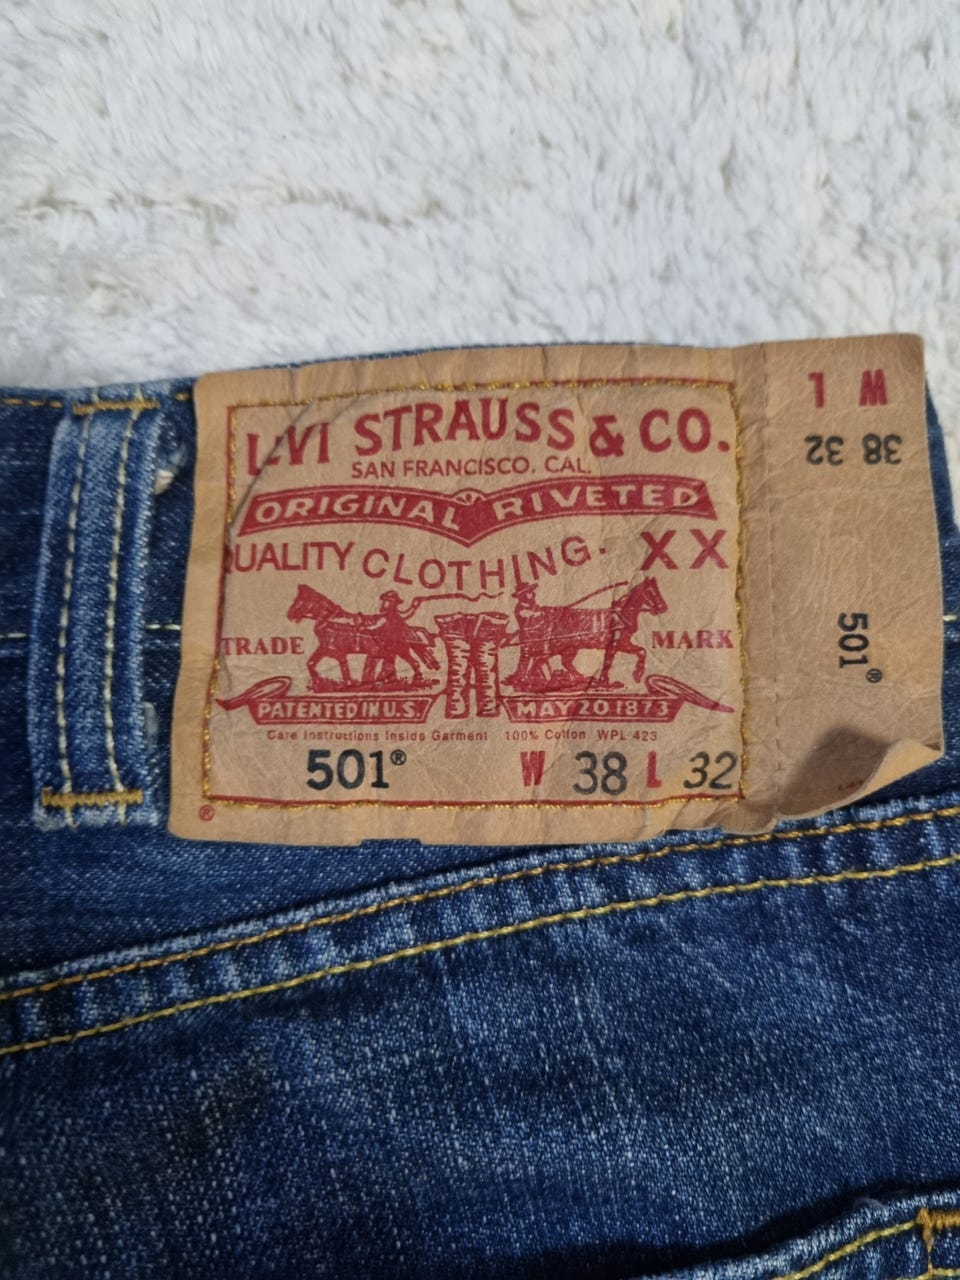 LEVI STRAUSS & CO.
SAN FRANCISCO. CAL.
ORIGINAL RIVETED
QUALITY CLOTHING. XX
TRADE MARK
PATENTED IN U.S. MAY 20 1873
Care Instructions Inside Garment 100% Cotton WPL 423
501® W 38 L 32
®
W L
38 32
501®